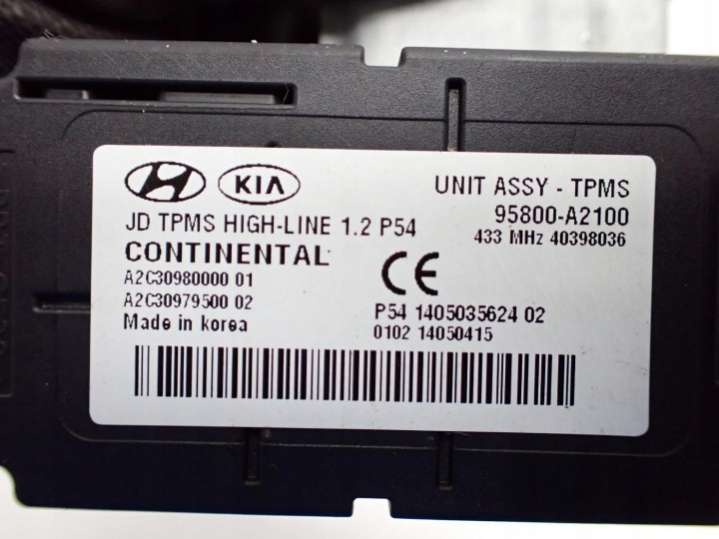 KIA
UNIT ASSY - TPMS
95800-A2100
433 MHz 40398036
JD TPMS HIGH-LINE 1.2 P54
CONTINENTAL
A2C30980000 01
A2C30979500 02
Made in korea
CE
P54 1405035624 02
0102 14050415